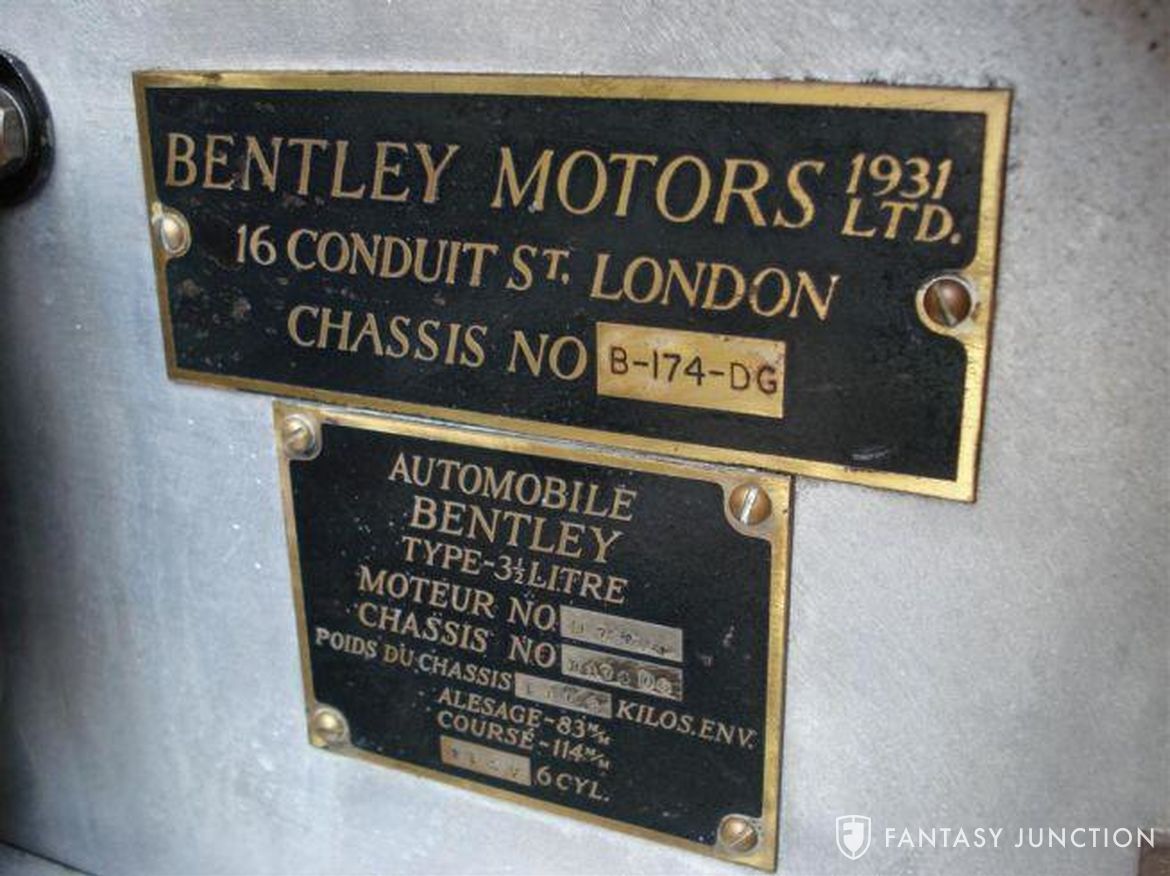 BENTLEY MOTORS 1931 LTD.
16 CONDUIT ST. LONDON
CHASSIS NO B-174-DG
AUTOMOBILE
BENTLEY
TYPE-3½ LITRE
MOTEUR NO
CHASSIS NO B174DG
POIDS DU CHASSIS KILOS.ENV.
ALESAGE-83 M/M
COURSE-114 M/M
6 CYL.
FANTASY JUNCTION